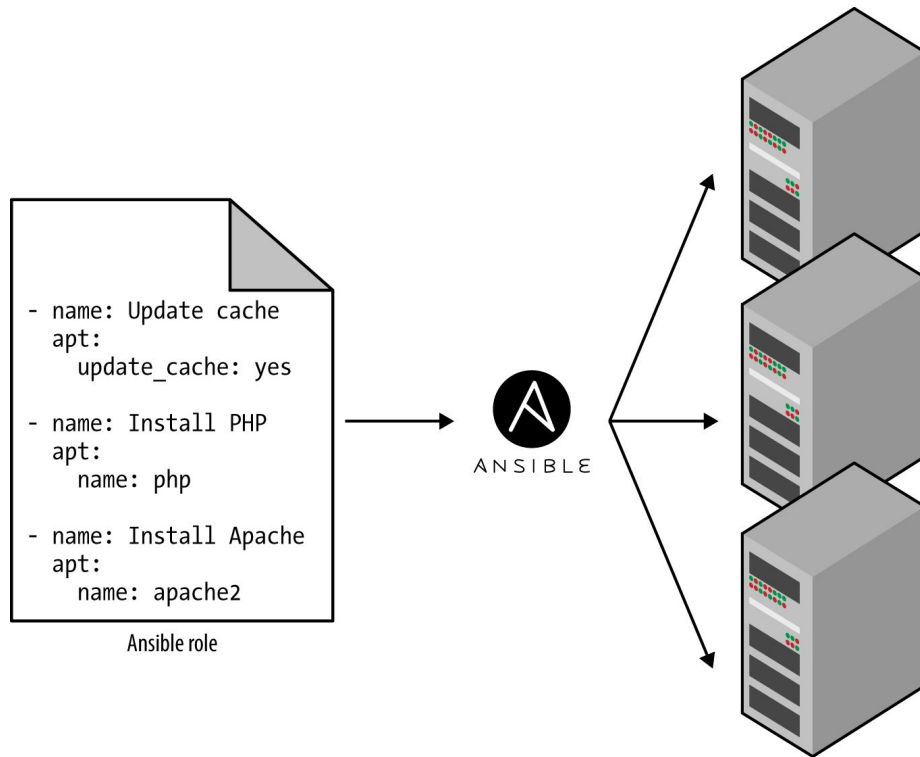 - name: Update cache
  apt:
    update_cache: yes
- name: Install PHP
  apt:
    name: php
- name: Install Apache
  apt:
    name: apache2
Ansible role
ANSIBLE